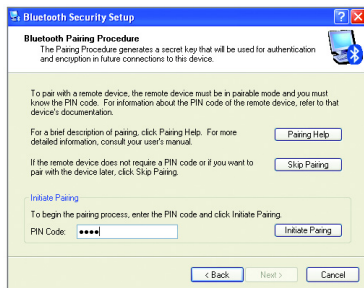 Bluetooth Security Setup
Bluetooth Pairing Procedure
The Pairing Procedure generates a secret key that will be used for authentication
and encryption in future connections to this device.
To pair with a remote device, the remote device must be in pairable mode and you must
know the PIN code. For information about the PIN code of the remote device, refer to that
device's documentation.
For a brief description of pairing, click Pairing Help. For more
detailed information, consult your user's manual.
Pairing Help
If the remote device does not require a PIN code or if you want to
pair with the device later, click Skip Pairing.
Skip Pairing
Initiate Pairing
To begin the pairing process, enter the PIN code and click Initiate Pairing.
PIN Code: ●●●●
Initiate Paring
< Back
Next >
Cancel